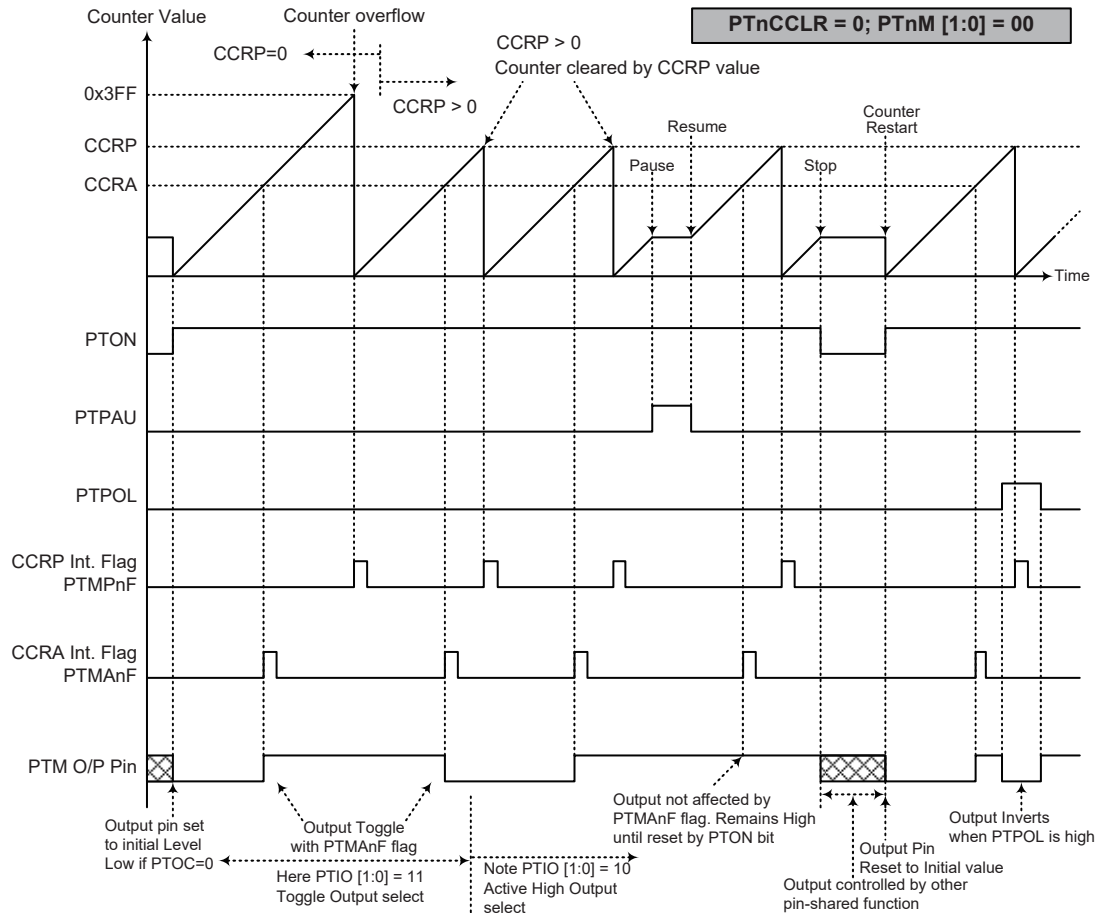 Counter Value
Counter overflow
PTnCCLR = 0; PTnM [1:0] = 00
CCRP=0
CCRP > 0
CCRP > 0
Counter cleared by CCRP value
0x3FF
CCRP
CCRA
Pause
Resume
Stop
Counter
Restart
Time
PTON
PTPAU
PTPOL
CCRP Int. Flag
PTMPnF
CCRA Int. Flag
PTMAnF
PTM O/P Pin
Output pin set
to initial Level
Low if PTOC=0
Output Toggle
with PTMAnF flag
Here PTIO [1:0] = 11
Toggle Output select
Note PTIO [1:0] = 10
Active High Output
select
Output not affected by
PTMAnF flag. Remains High
until reset by PTON bit
Output Pin
Reset to Initial value
Output controlled by other
pin-shared function
Output Inverts
when PTPOL is high